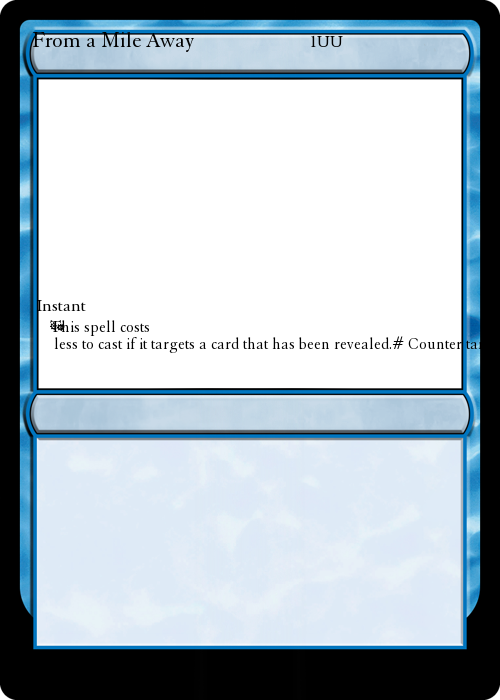 From a Mile Away
1UU
Instant
This spell costs
less to cast if it targets a card that has been revealed.# Counter